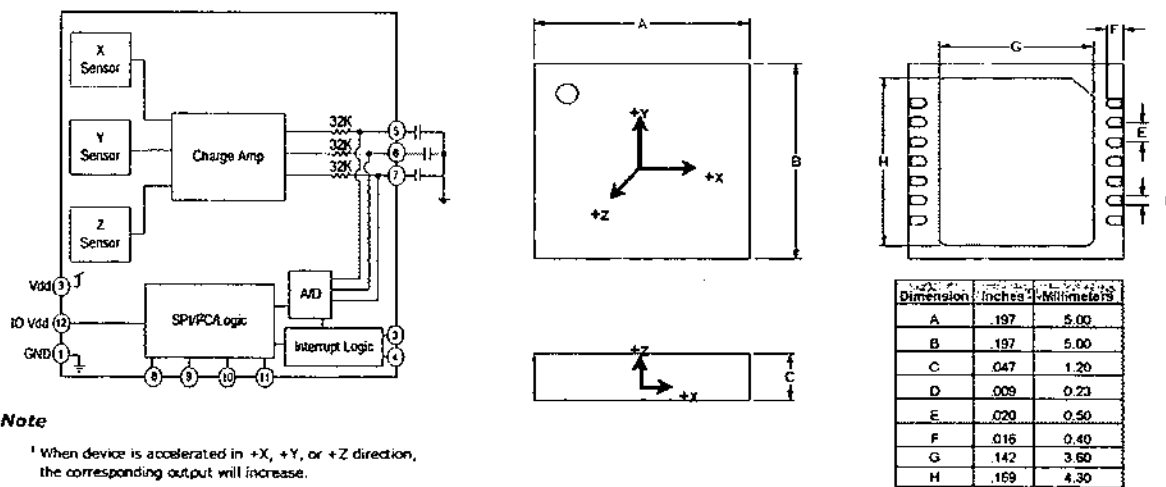 X
Sensor
Y
Sensor
Z
Sensor
Charge Amp
32K
32K
32K
5
6
7
Vdd 3
IO Vdd 12
GND 1
SPI/I²C/Logic
A/D
Interrupt Logic
3
4
8 9 10 11
Note
¹ When device is accelerated in +X, +Y, or +Z direction,
the corresponding output will increase.
A
B
+Y
+X
+Z
+Z
+X
C
F
G
E
H
Dimension Inches Millimeters
A .197 5.00
B .197 5.00
C .047 1.20
D .009 0.23
E .020 0.50
F .016 0.40
G .142 3.60
H .169 4.30